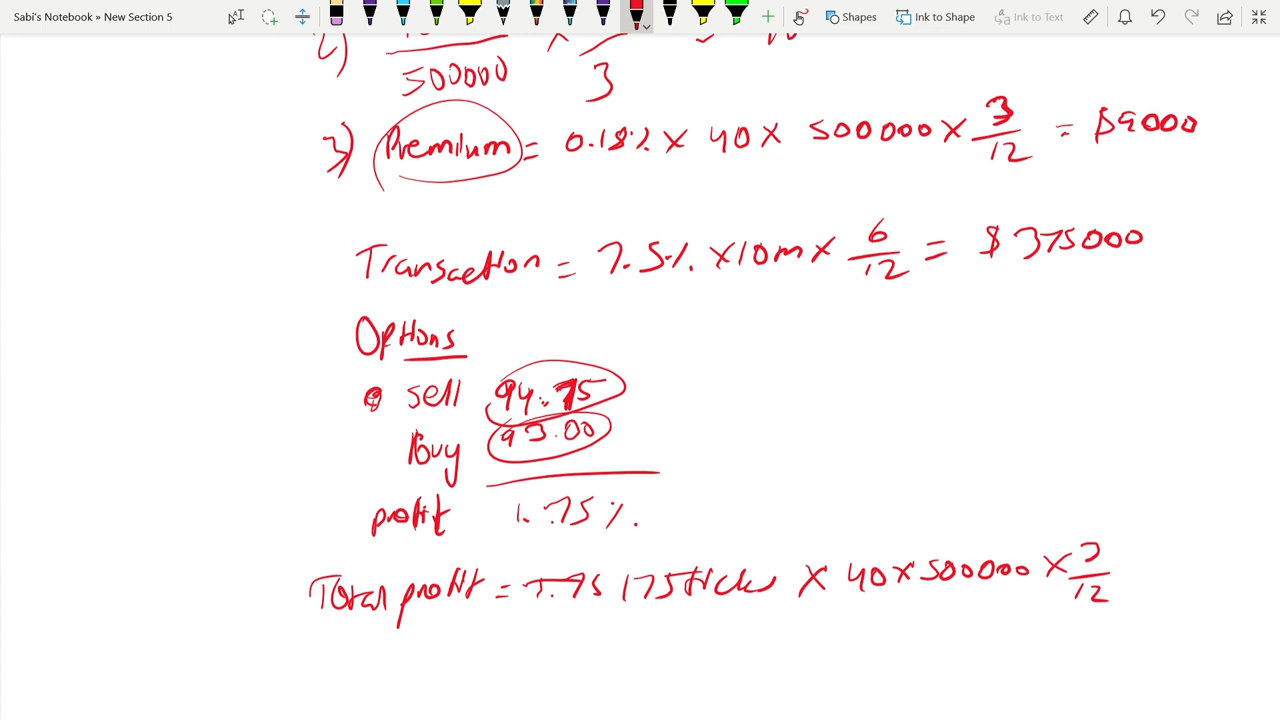 Sabi's Notebook » New Section 5 Shapes Ink to Shape Ink to Text
500000 3
3) Premium = 0.18% × 40 × 500000 × 3/12 = $9000
Transaction = 7.5% × 10m × 6/12 = $375000
Options
sell 94.75
buy 93.00
profit 1.75%.
Total profit = 175 ticks × 40 × 500000 × 3/12